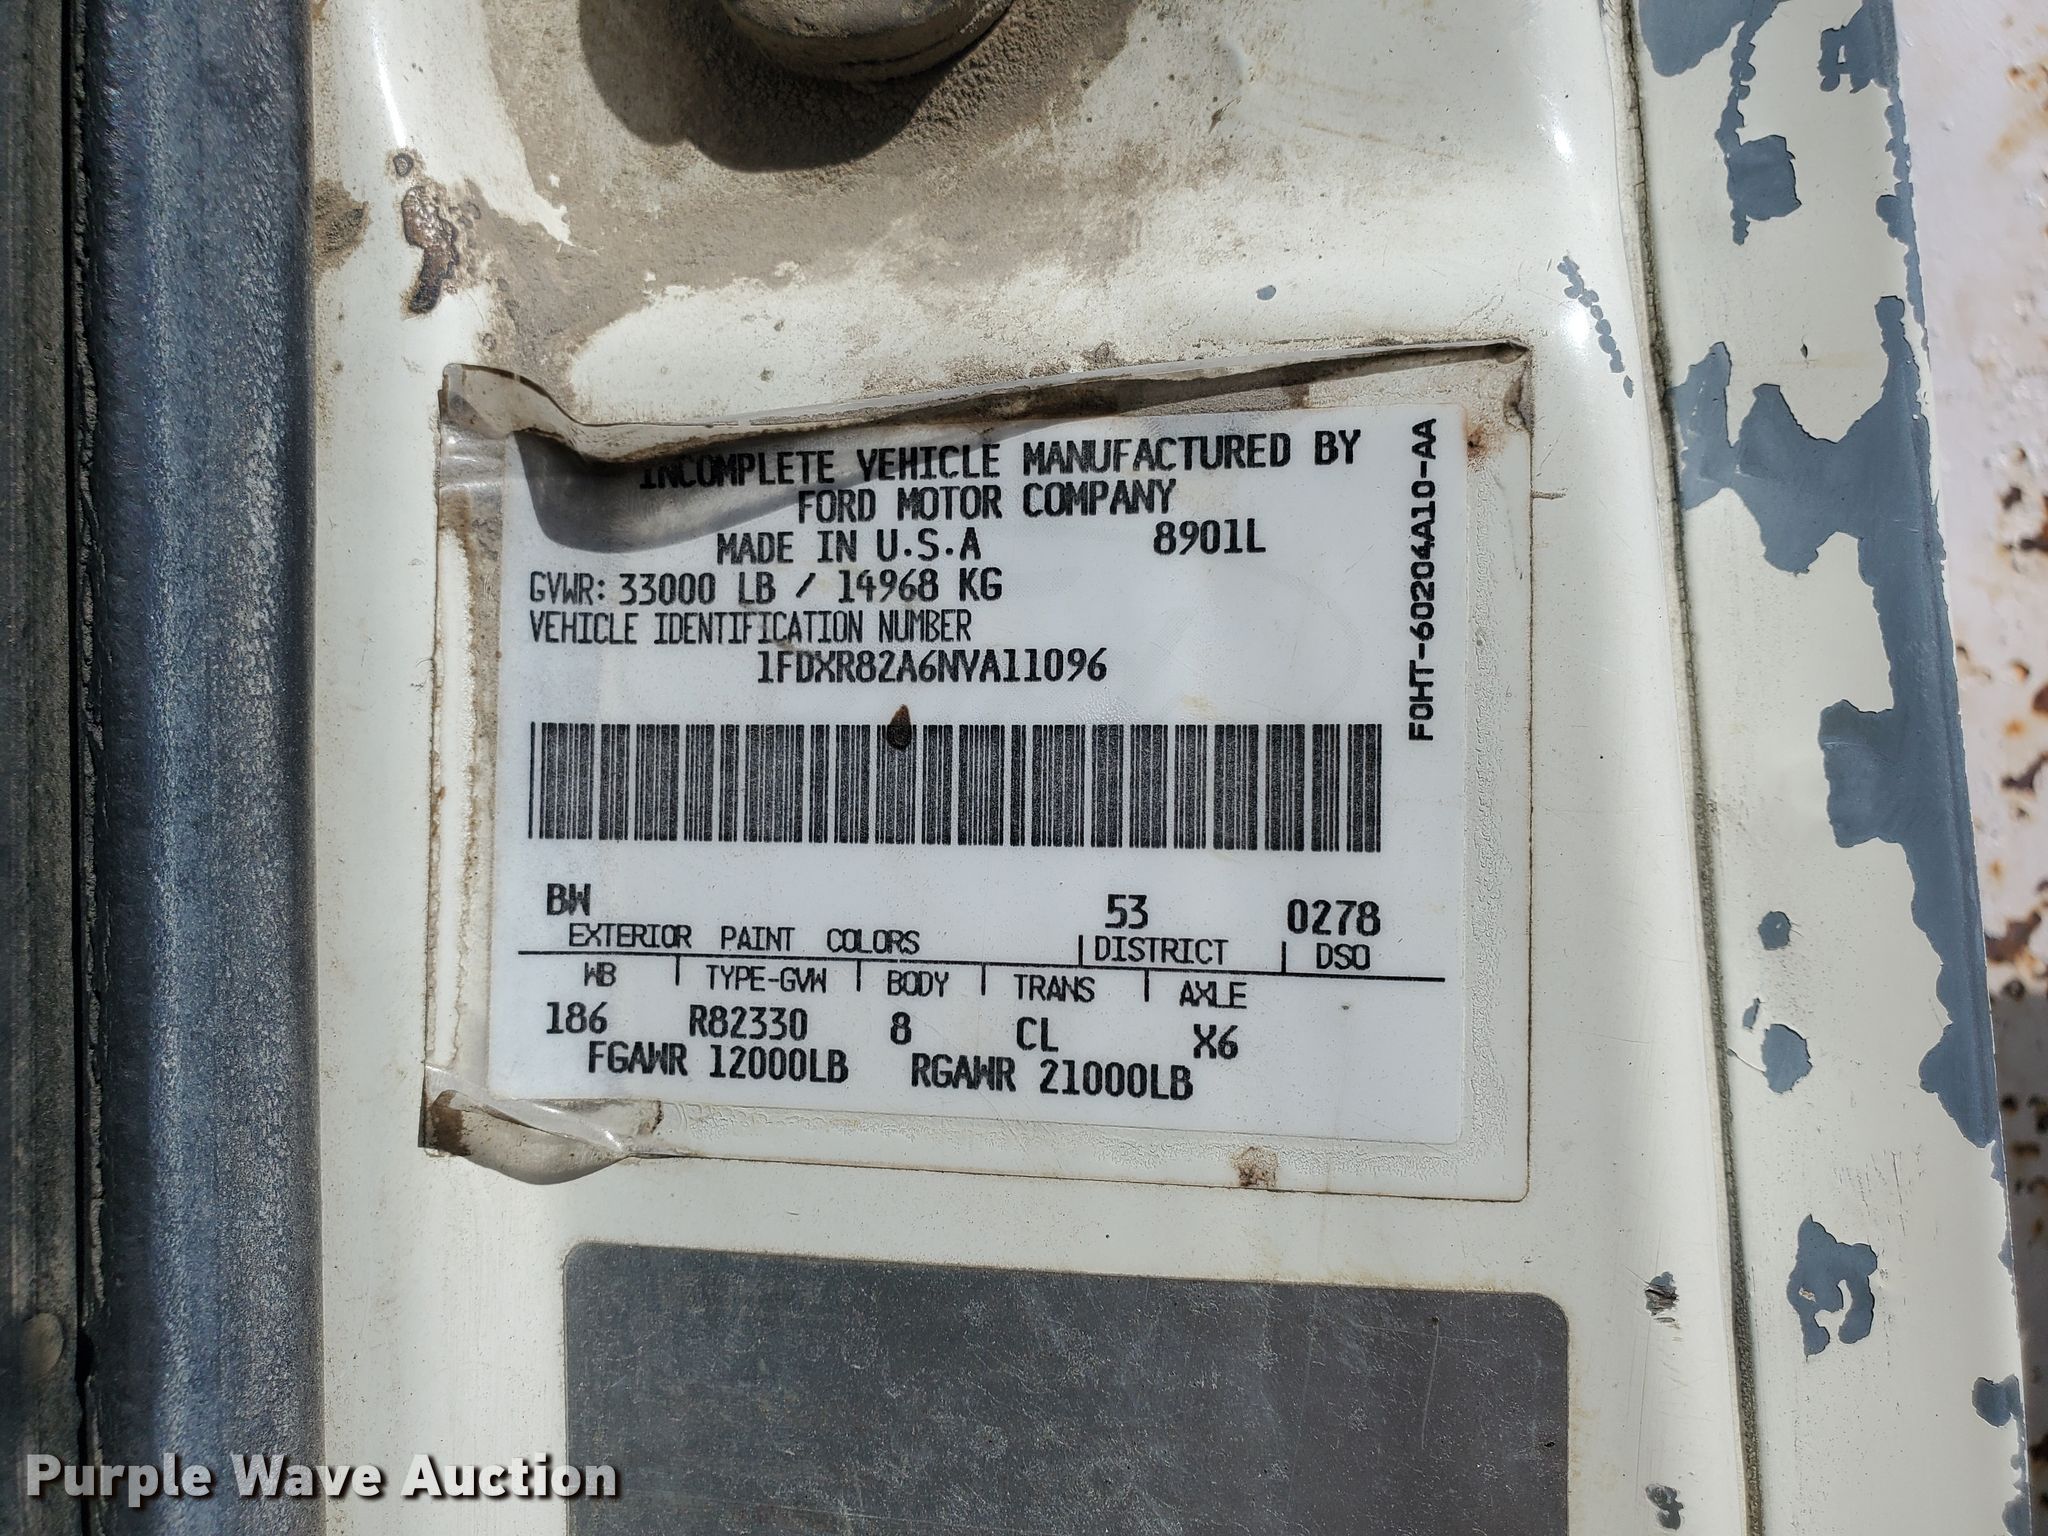 INCOMPLETE VEHICLE MANUFACTURED BY
FORD MOTOR COMPANY
MADE IN U.S.A 8901L
GVWR: 33000 LB / 14968 KG
VEHICLE IDENTIFICATION NUMBER
1FDXR82A6NVA11096
F0HT-60204A10-AA
BW 53 0278
EXTERIOR PAINT COLORS DISTRICT DSO
WB TYPE-GVW BODY TRANS AXLE
186 R82330 8 CL X6
FGAWR 12000LB RGAWR 21000LB
Purple Wave Auction